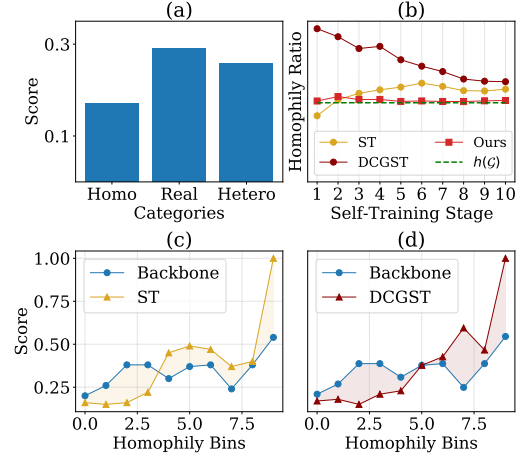 (a)
0.3
0.1
Score
Homo Real Hetero
Categories
(b)
Homophily Ratio
ST
DCGST
Ours
h(𝒢)
1 2 3 4 5 6 7 8 9 10
Self-Training Stage
(c)
1.00
0.75
0.50
0.25
Score
Backbone
ST
0.0 2.5 5.0 7.5
Homophily Bins
(d)
Backbone
DCGST
0.0 2.5 5.0 7.5
Homophily Bins